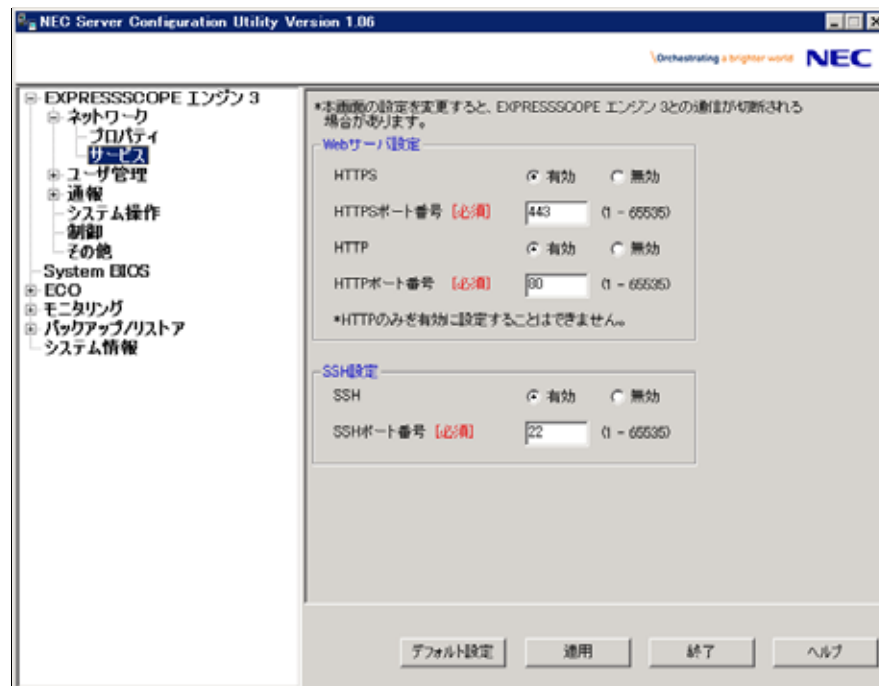 NEC Server Configuration Utility Version 1.06
Orchestrating a brighter world NEC
EXPRESSSCOPE エンジン 3
ネットワーク
プロパティ
サービス
ユーザ管理
通報
システム操作
制御
その他
System BIOS
ECO
モニタリング
バックアップ/リストア
システム情報
*本画面の設定を変更すると、EXPRESSSCOPE エンジン 3との通信が切断される
場合があります。
Webサーバ設定
HTTPS 有効 無効
HTTPSポート番号 [必須] 443 (1 - 65535)
HTTP 有効 無効
HTTPポート番号 [必須] 80 (1 - 65535)
*HTTPのみを有効に設定することはできません。
SSH設定
SSH 有効 無効
SSHポート番号 [必須] 22 (1 - 65535)
デフォルト設定 適用 終了 ヘルプ